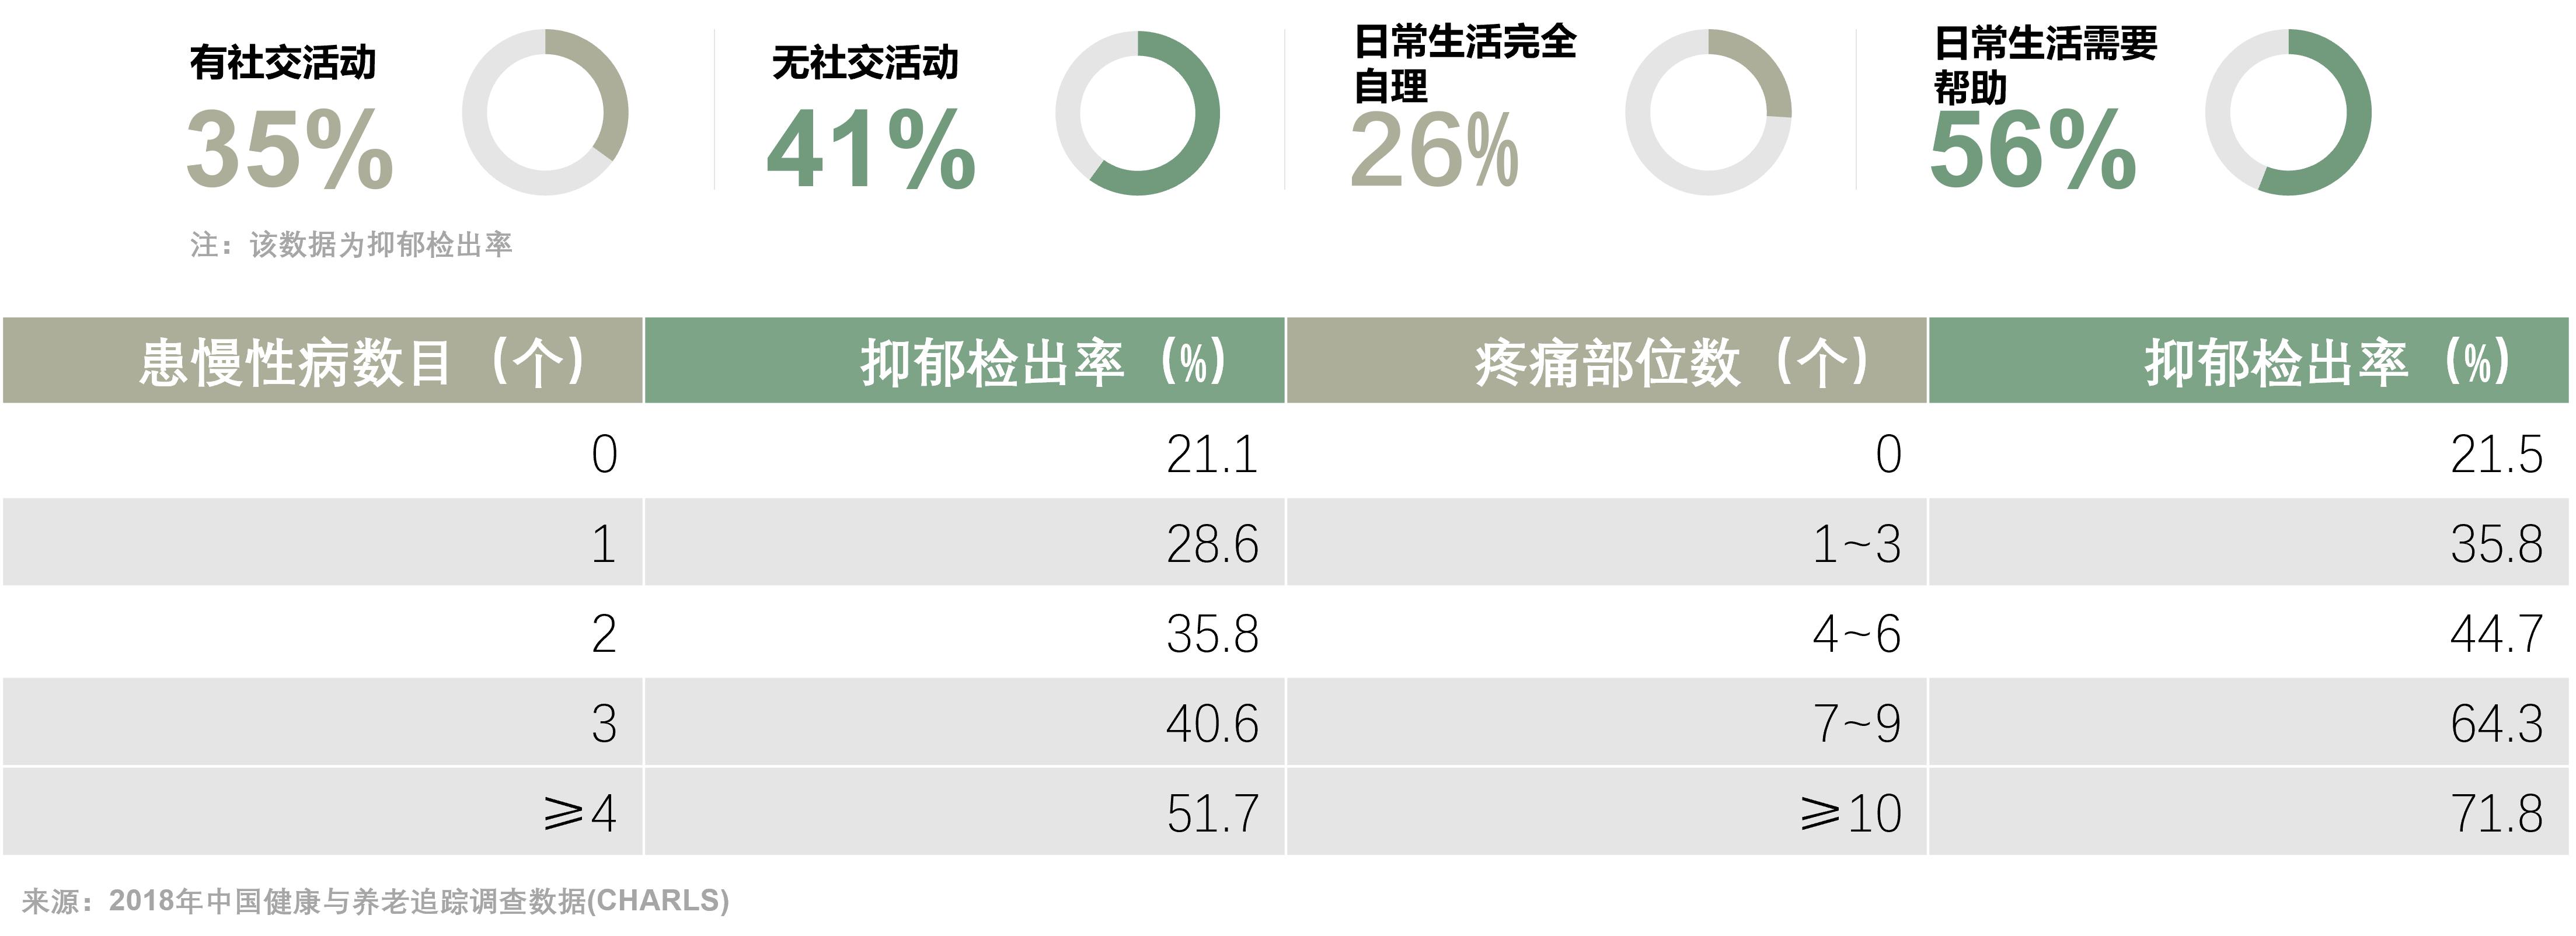 有社交活动
35%
无社交活动
41%
日常生活完全
自理
26%
日常生活需要
帮助
56%
注：该数据为抑郁检出率
患慢性病数目（个） 抑郁检出率（%） 疼痛部位数（个） 抑郁检出率（%）
0 21.1 0 21.5
1 28.6 1~3 35.8
2 35.8 4~6 44.7
3 40.6 7~9 64.3
⩾4 51.7 ⩾10 71.8
来源：2018年中国健康与养老追踪调查数据(CHARLS)